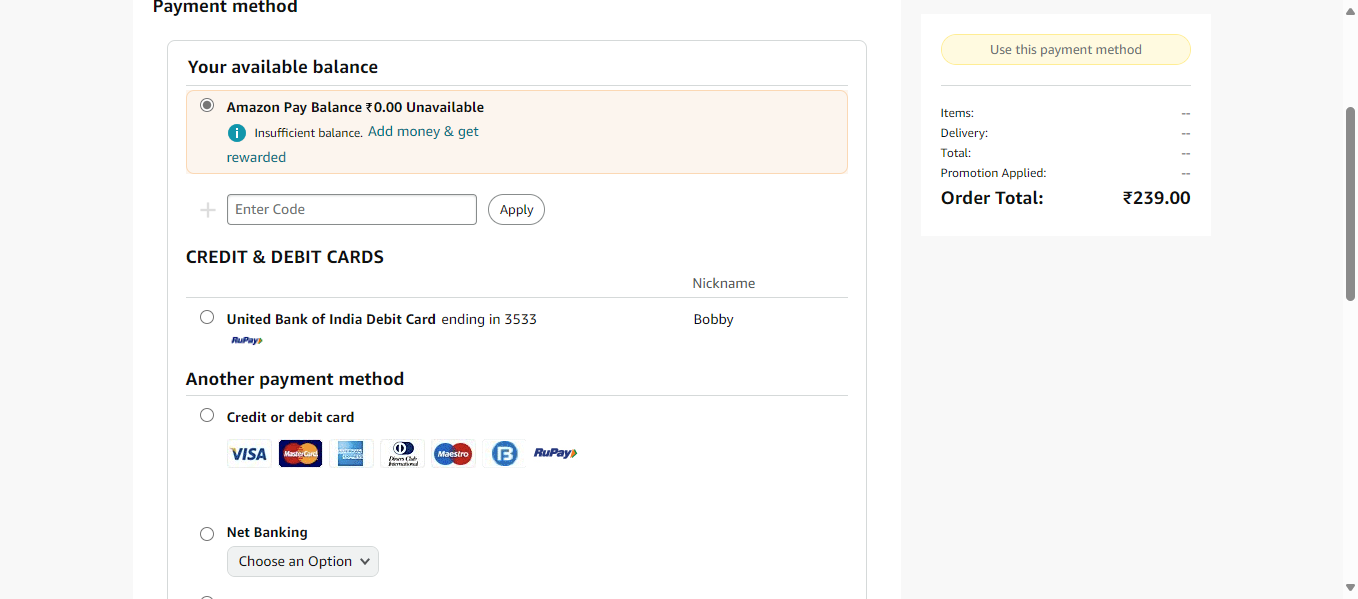 Payment method
Use this payment method
Your available balance
Amazon Pay Balance ₹0.00 Unavailable
i Insufficient balance. Add money & get
rewarded
Enter Code Apply
Items: --
Delivery: --
Total: --
Promotion Applied: --
Order Total: ₹239.00
CREDIT & DEBIT CARDS
Nickname
United Bank of India Debit Card ending in 3533 Bobby
RuPay
Another payment method
Credit or debit card
VISA MasterCard AMERICAN EXPRESS Diners Club International Maestro B RuPay
Net Banking
Choose an Option